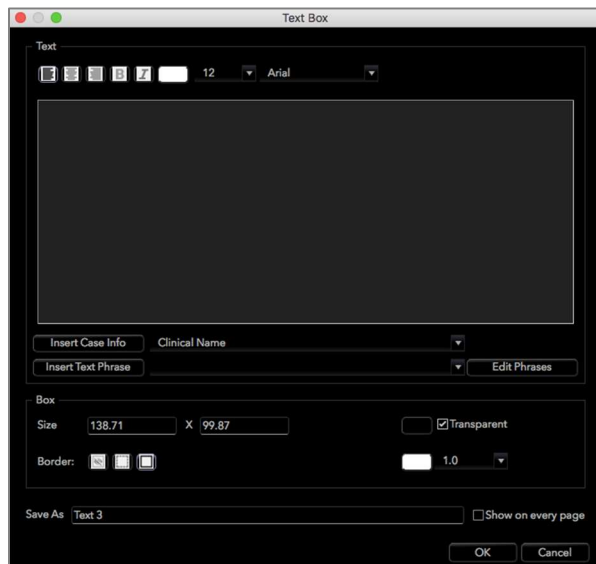 Text Box
Text
B I 12 Arial
Insert Case Info Clinical Name
Insert Text Phrase Edit Phrases
Box
Size 138.71 X 99.87 Transparent
Border: 1.0
Save As Text 3 Show on every page
OK Cancel